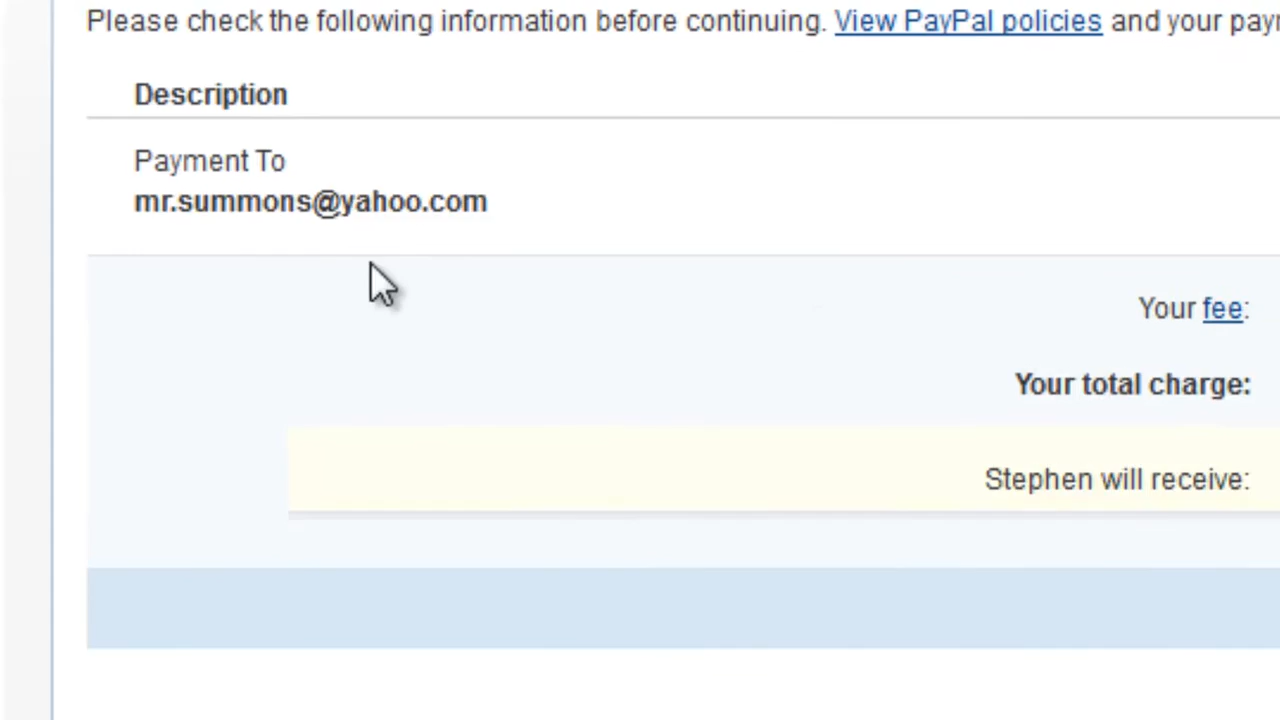 Please check the following information before continuing. View PayPal policies and your
Description
Payment To
mr.summons@yahoo.com
Your fee:
Your total charge:
Stephen will receive: